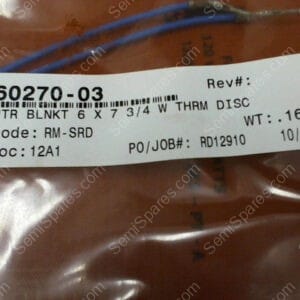 60270-03
Rev#:
TR BLNKT 6 X 7 3/4 W THRM DISC
ode: RM-SRD
WT: .16
oc: 12A1
PO/JOB#: RD12910
10/
SemiSpares.com